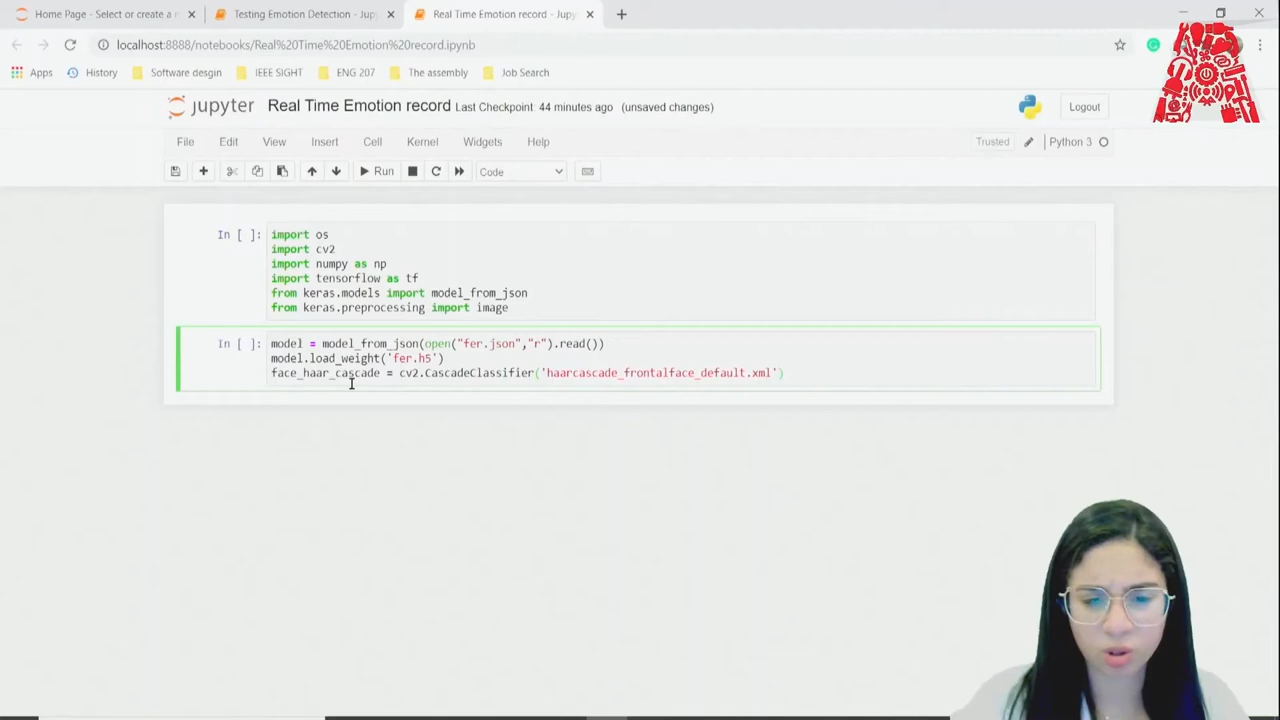 Home Page - Select or create a n
Testing Emotion Detection - Jup
Real Time Emotion record - Jupy
localhost:8888/notebooks/Real%20Time%20Emotion%20record.ipynb
Apps
History
Software desgin
IEEE SIGHT
ENG 207
The assembly
Job Search
jupyter
Real Time Emotion record
Last Checkpoint 44 minutes ago (unsaved changes)
Logout
File
Edit
View
Insert
Cell
Kernel
Widgets
Help
Trusted
Python 3
Run
Code
In [ ]:
import os
import cv2
import numpy as np
import tensorflow as tf
from keras.models import model_from_json
from keras.preprocessing import image
In [ ]:
model = model_from_json(open("fer.json","r").read())
model.load_weight('fer.h5')
face_haar_cascade = cv2.CascadeClassifier('haarcascade_frontalface_default.xml')